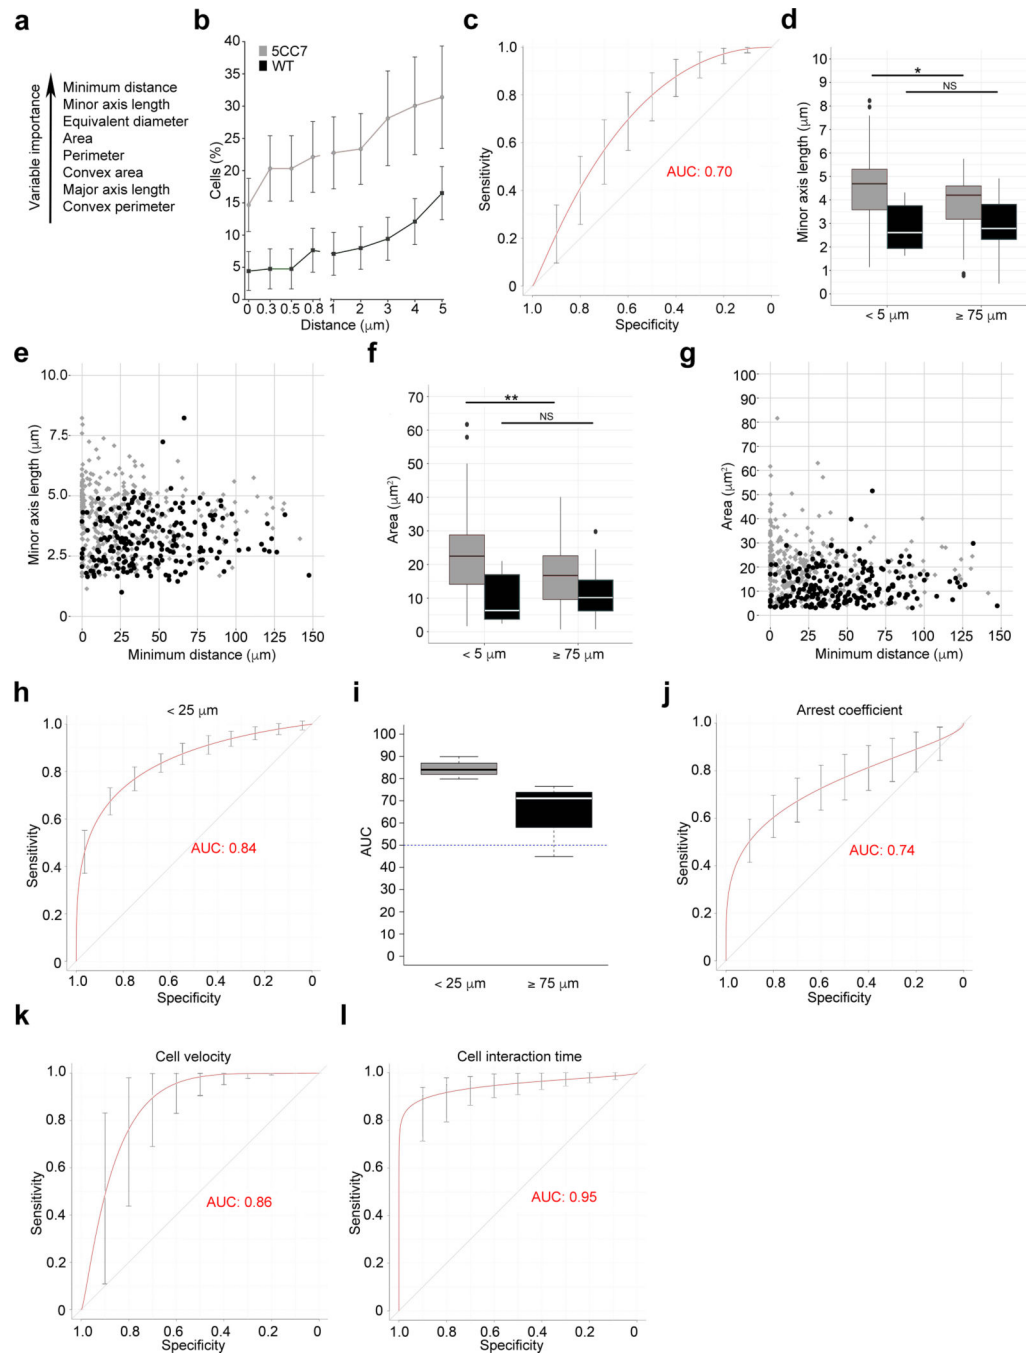 a
Variable importance
Minimum distance
Minor axis length
Equivalent diameter
Area
Perimeter
Convex area
Major axis length
Convex perimeter
b
5CC7
WT
Cells (%)
40
35
30
25
20
15
10
5
0
0 0.3 0.5 0.8 1 2 3 4 5
Distance (μm)
c
Sensitivity
1.0
0.8
0.6
0.4
0.2
0
AUC: 0.70
1.0 0.8 0.6 0.4 0.2 0
Specificity
d
Minor axis length (μm)
10
9
8
7
6
5
4
3
2
1
0
*
NS
< 5 μm ≥ 75 μm
e
Minor axis length (μm)
10.0
7.5
5.0
2.5
0
0 25 50 75 100 125 150
Minimum distance (μm)
f
Area (μm²)
70
60
50
40
30
20
10
0
**
NS
< 5 μm ≥ 75 μm
g
Area (μm²)
100
90
80
70
60
50
40
30
20
10
0
0 25 50 75 100 125 150
Minimum distance (μm)
h
< 25 μm
Sensitivity
1.0
0.8
0.6
0.4
0.2
0
AUC: 0.84
1.0 0.8 0.6 0.4 0.2 0
Specificity
i
AUC
100
90
80
70
60
50
40
30
20
10
0
< 25 μm ≥ 75 μm
j
Arrest coefficient
Sensitivity
1.0
0.8
0.6
0.4
0.2
0
AUC: 0.74
1.0 0.8 0.6 0.4 0.2 0
Specificity
k
Cell velocity
Sensitivity
1.0
0.8
0.6
0.4
0.2
0
AUC: 0.86
1.0 0.8 0.6 0.4 0.2 0
Specificity
l
Cell interaction time
Sensitivity
1.0
0.8
0.6
0.4
0.2
0
AUC: 0.95
1.0 0.8 0.6 0.4 0.2 0
Specificity